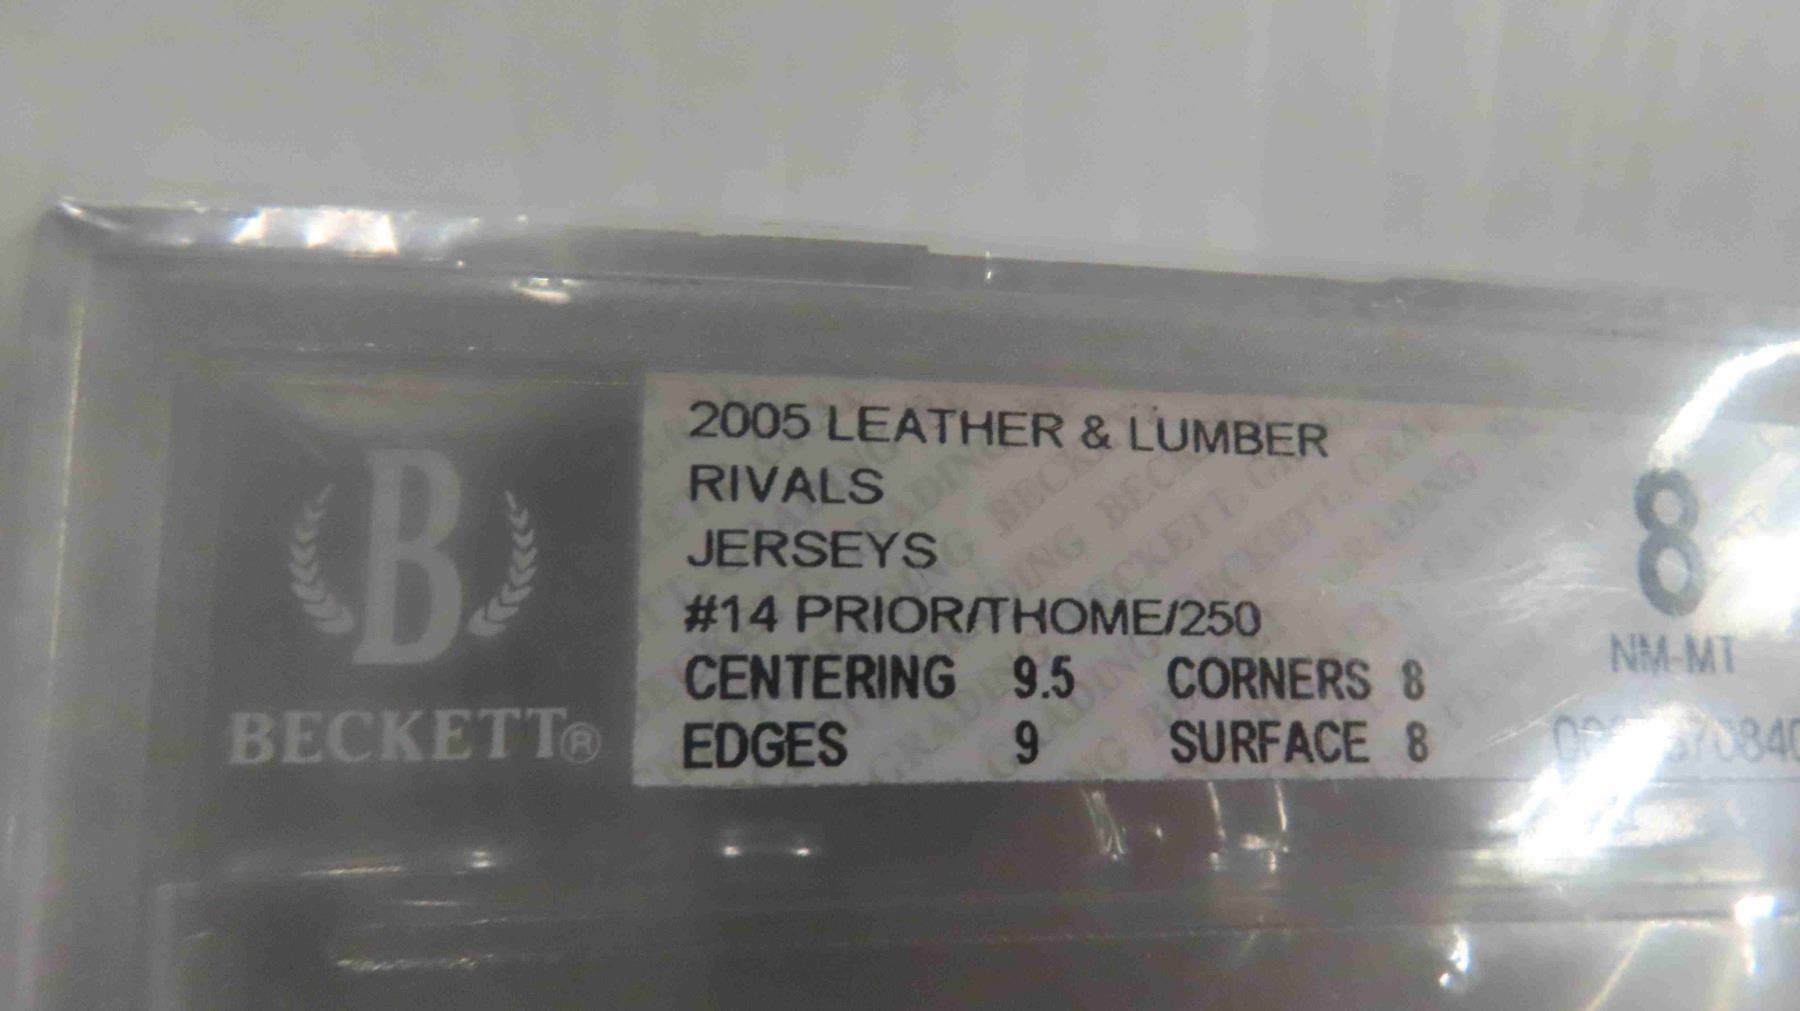 B
BECKETT®
2005 LEATHER & LUMBER
RIVALS
JERSEYS
#14 PRIOR/THOME/250
CENTERING 9.5 CORNERS 8
EDGES 9 SURFACE 8
8
NM-MT